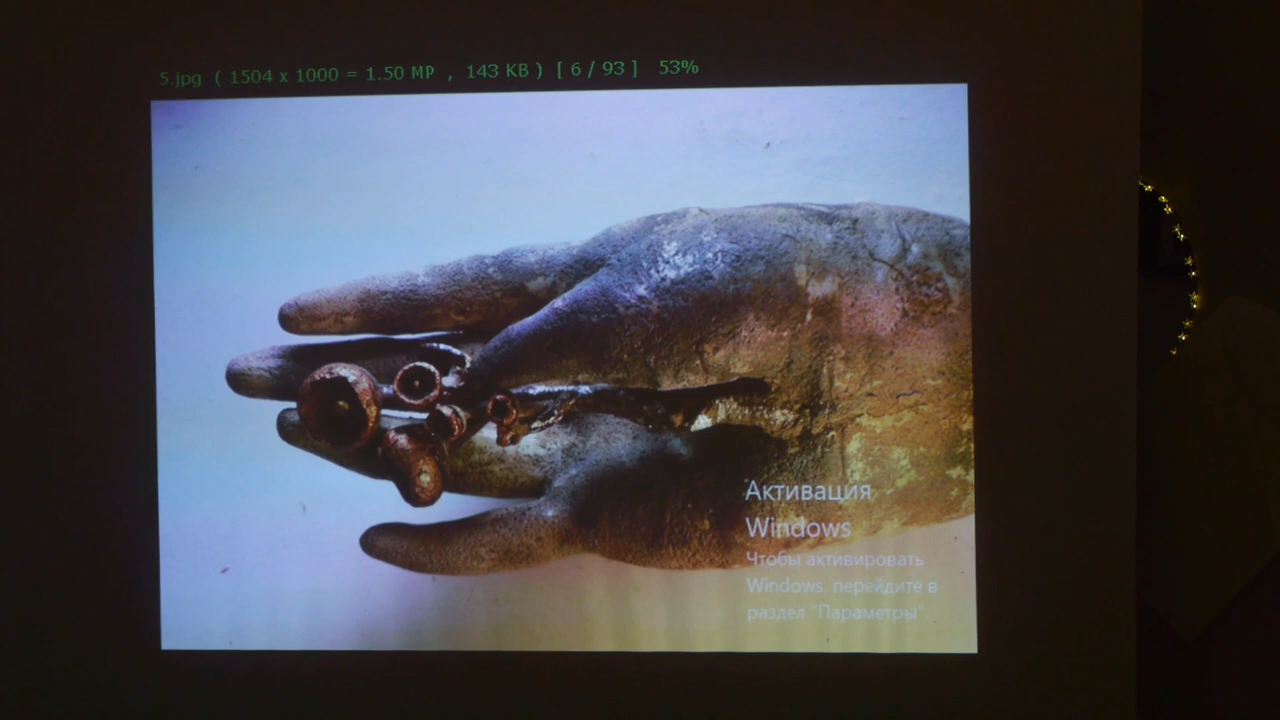 5.jpg ( 1504 x 1000 = 1.50 MP , 143 KB ) [ 6 / 93 ] 53%
Активация
Windows
Чтобы активировать
Windows, перейдите в
раздел "Параметры".